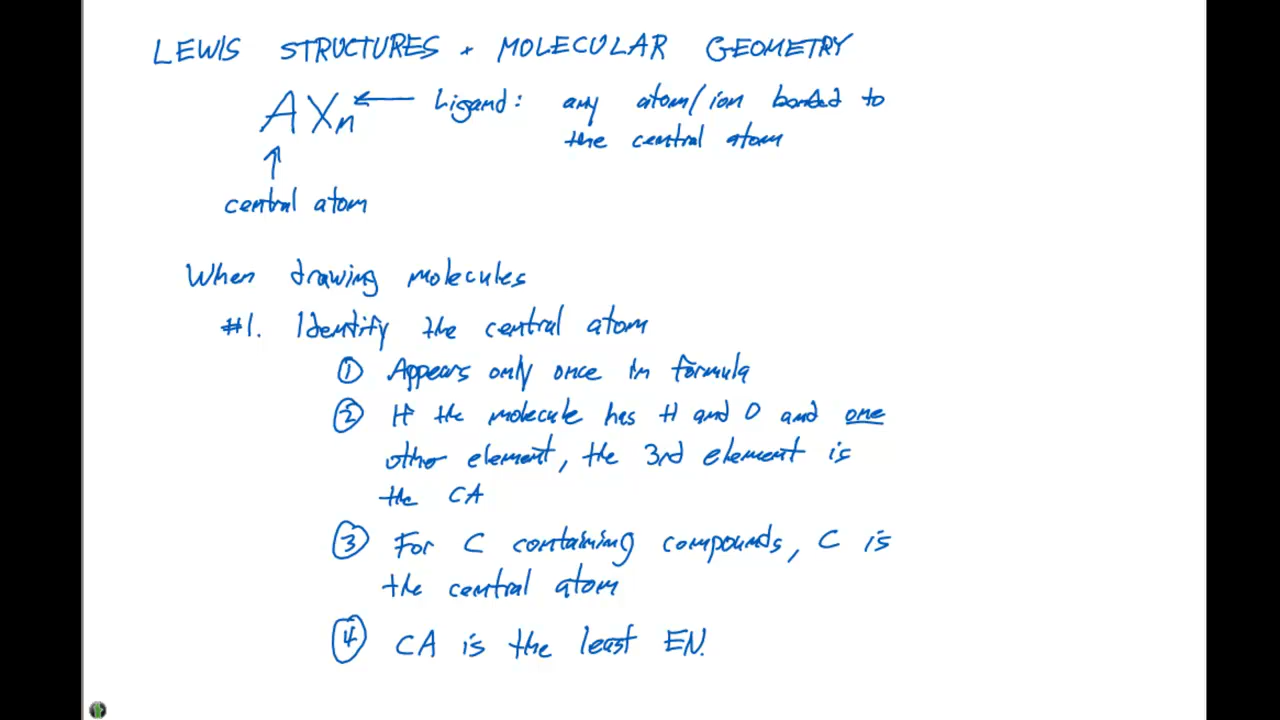 LEWIS STRUCTURES + MOLECULAR GEOMETRY
AXn ← Ligand: any atom/ion bonded to
the central atom
↑
central atom
When drawing molecules
#1. Identify the central atom
① Appears only once in formula
② If the molecule has H and O and one
other element, the 3rd element is
the CA
③ For C containing compounds, C is
the central atom
④ CA is the least EN.